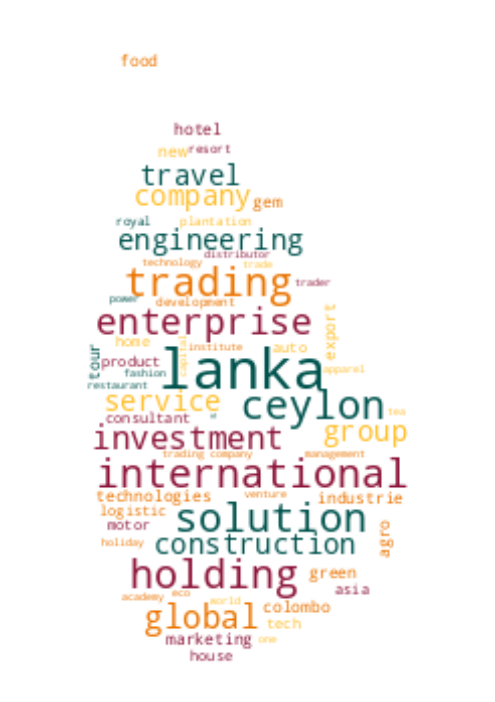 food
hotel
new resort
travel
company gem
royal plantation
engineering
distributor
technology trade
trading trader
power development
enterprise export
home institute auto
tour product capital
lanka
fashion apparel
restaurant
service ceylon tea
consultant
investment group
trading company management
international
technologies venture industrie
logistic solution
motor agro
holiday construction
holding green
asia
academy eco
world
global colombo
tech
marketing one
house